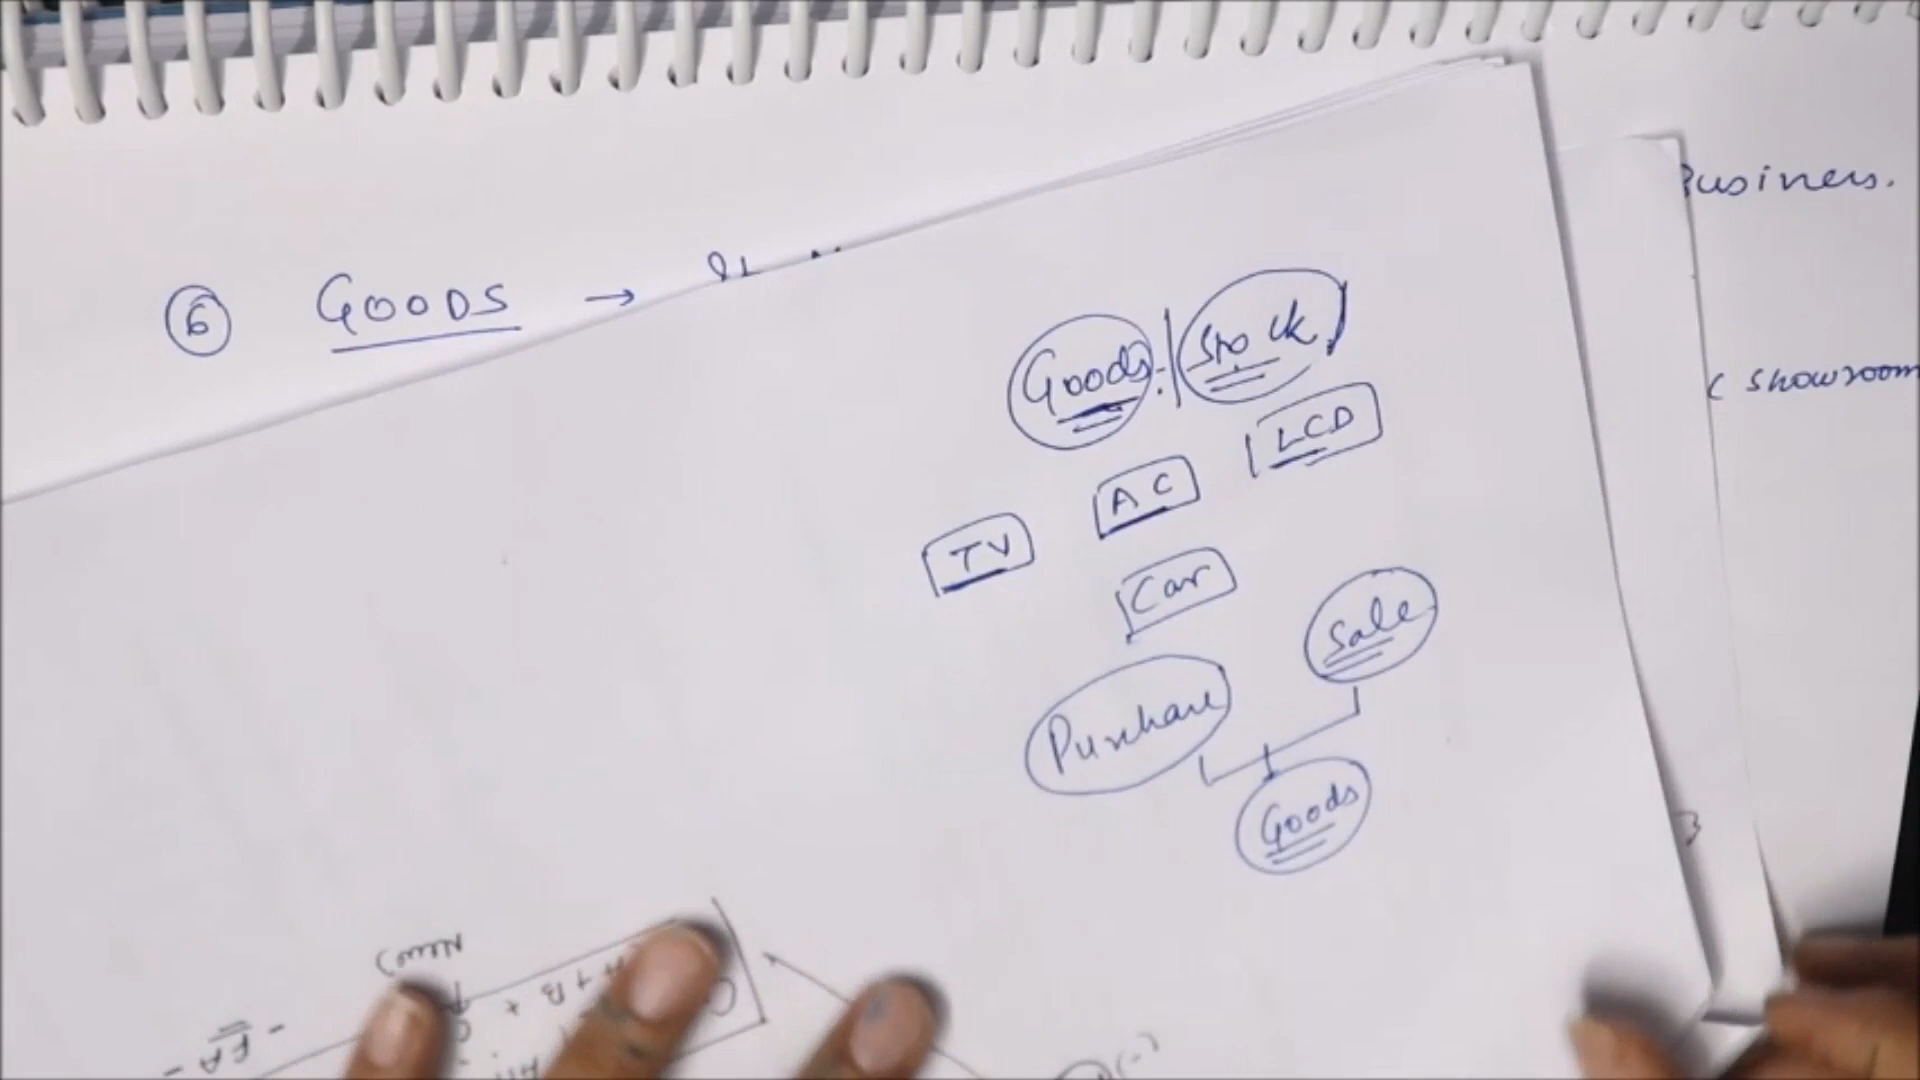 6 GOODS →
Business.
Goods. | Stock
( showroom
LCD
AC
TV
Car
Sale
Purchase
Goods